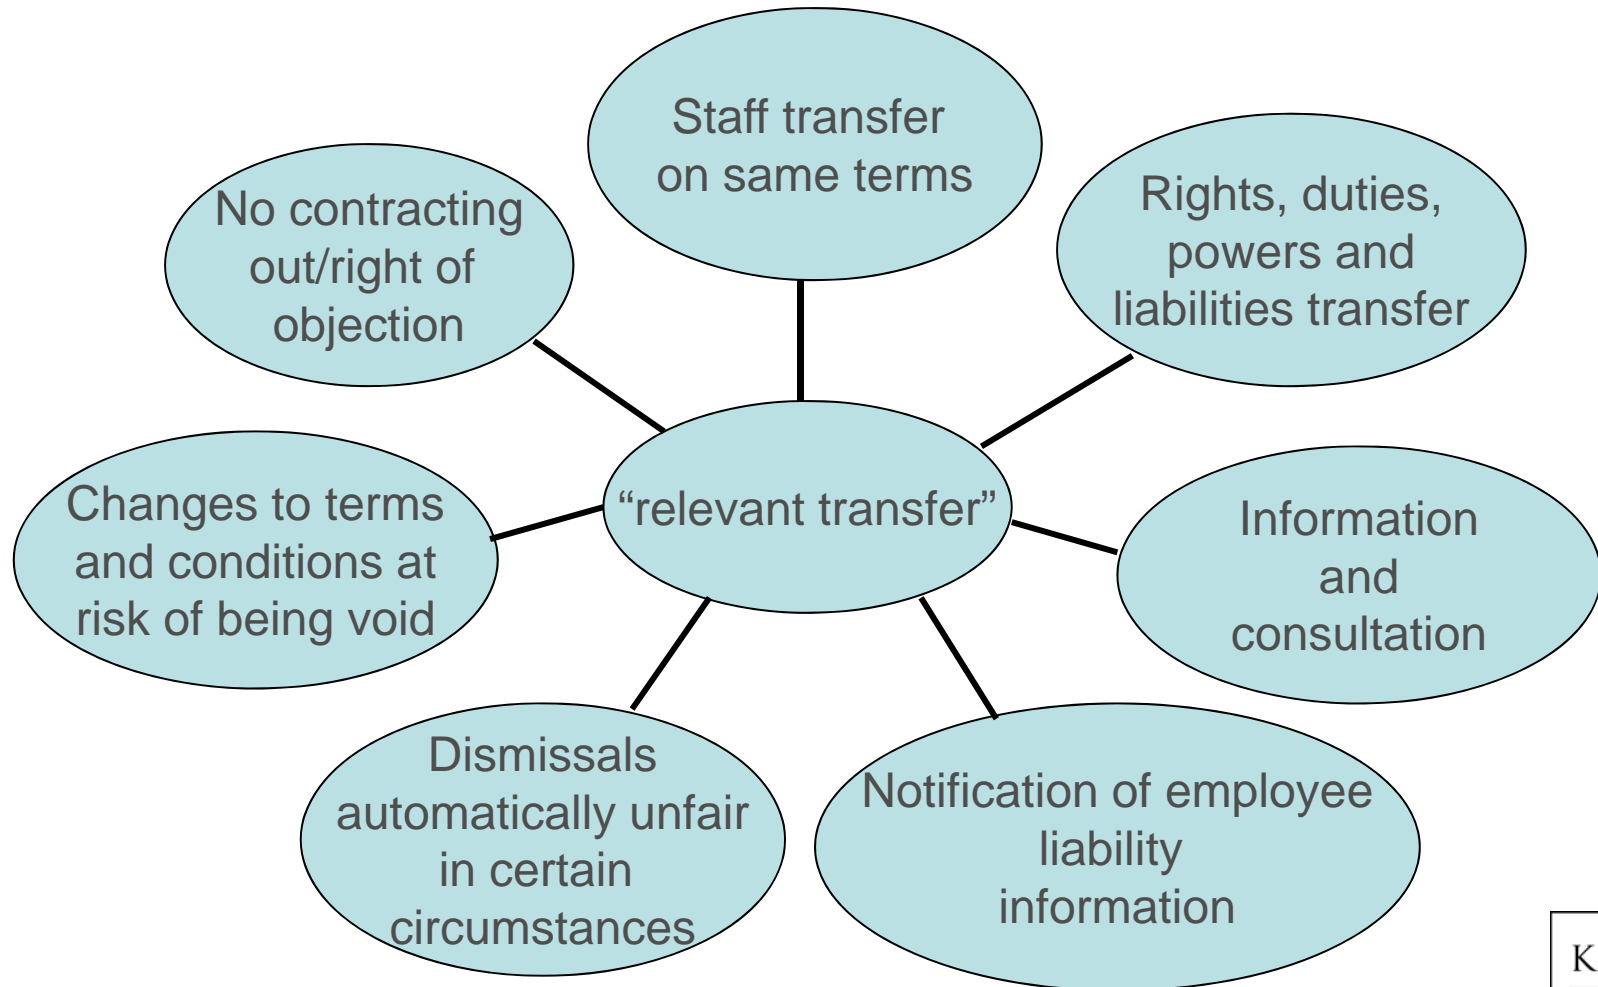 Staff transfer
on same terms
No contracting
out/right of
objection
Rights, duties,
powers and
liabilities transfer
“relevant transfer”
Changes to terms
and conditions at
risk of being void
Information
and
consultation
Dismissals
automatically unfair
in certain
circumstances
Notification of employee
liability
information
K